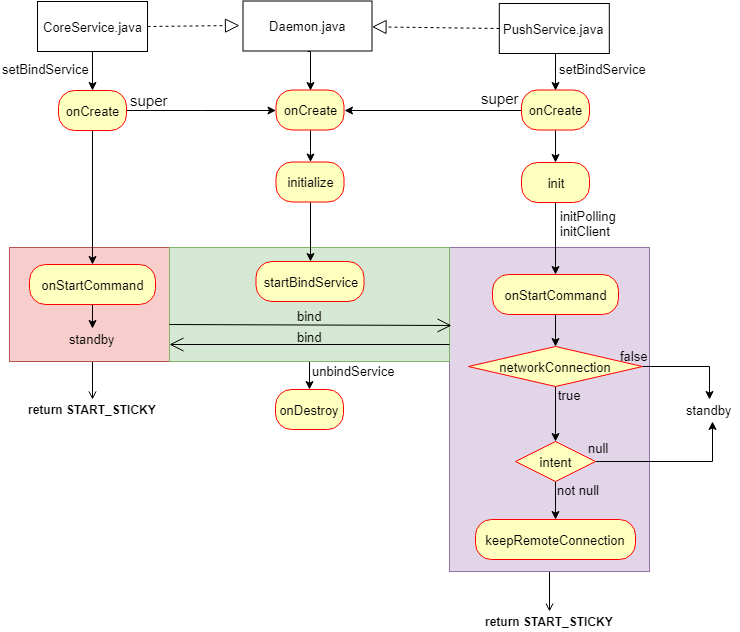 CoreService.java
Daemon.java
PushService.java
setBindService
setBindService
onCreate
super
onCreate
super
onCreate
initialize
init
initPolling
initClient
onStartCommand
startBindService
onStartCommand
bind
standby
bind
networkConnection
false
unbindService
true
return START_STICKY
onDestroy
standby
null
intent
not null
keepRemoteConnection
return START_STICKY